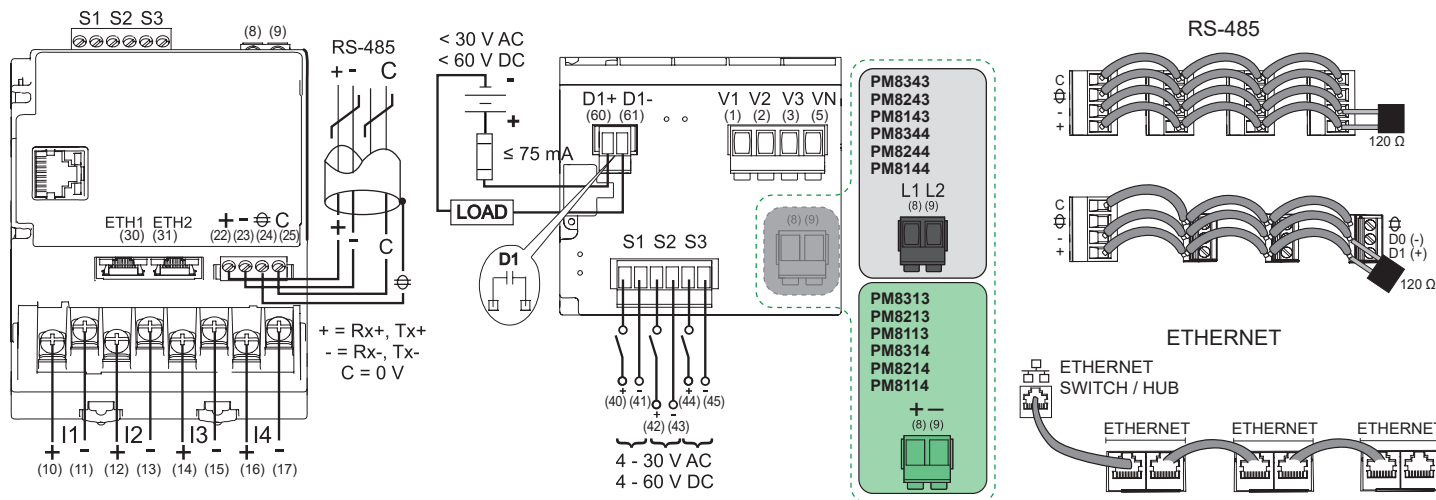 S1 S2 S3
(8) (9)
RS-485
+ - C
ETH1 ETH2
(30) (31)
+ -  C
(22) (23) (24) (25)
+
-
C
+ = Rx+, Tx+
- = Rx-, Tx-
C = 0 V
I1 I2 I3 I4
+ - + - + - + -
(10) (11) (12) (13) (14) (15) (16) (17)
< 30 V AC
< 60 V DC
-
+
≤ 75 mA
LOAD
D1+ D1-
(60) (61)
V1 V2 V3 VN
(1) (2) (3) (5)
(8) (9)
D1
S1 S2 S3
+ - + -
(40) (41) (44) (45)
+ -
(42) (43)
4 - 30 V AC
4 - 60 V DC
PM8343
PM8243
PM8143
PM8344
PM8244
PM8144
L1 L2
(8) (9)
PM8313
PM8213
PM8113
PM8314
PM8214
PM8114
+ −
(8) (9)
RS-485
C
-
+
120 Ω
C
-
+
D0 (-)
D1 (+)
120 Ω
ETHERNET
ETHERNET
SWITCH / HUB
ETHERNET ETHERNET ETHERNET